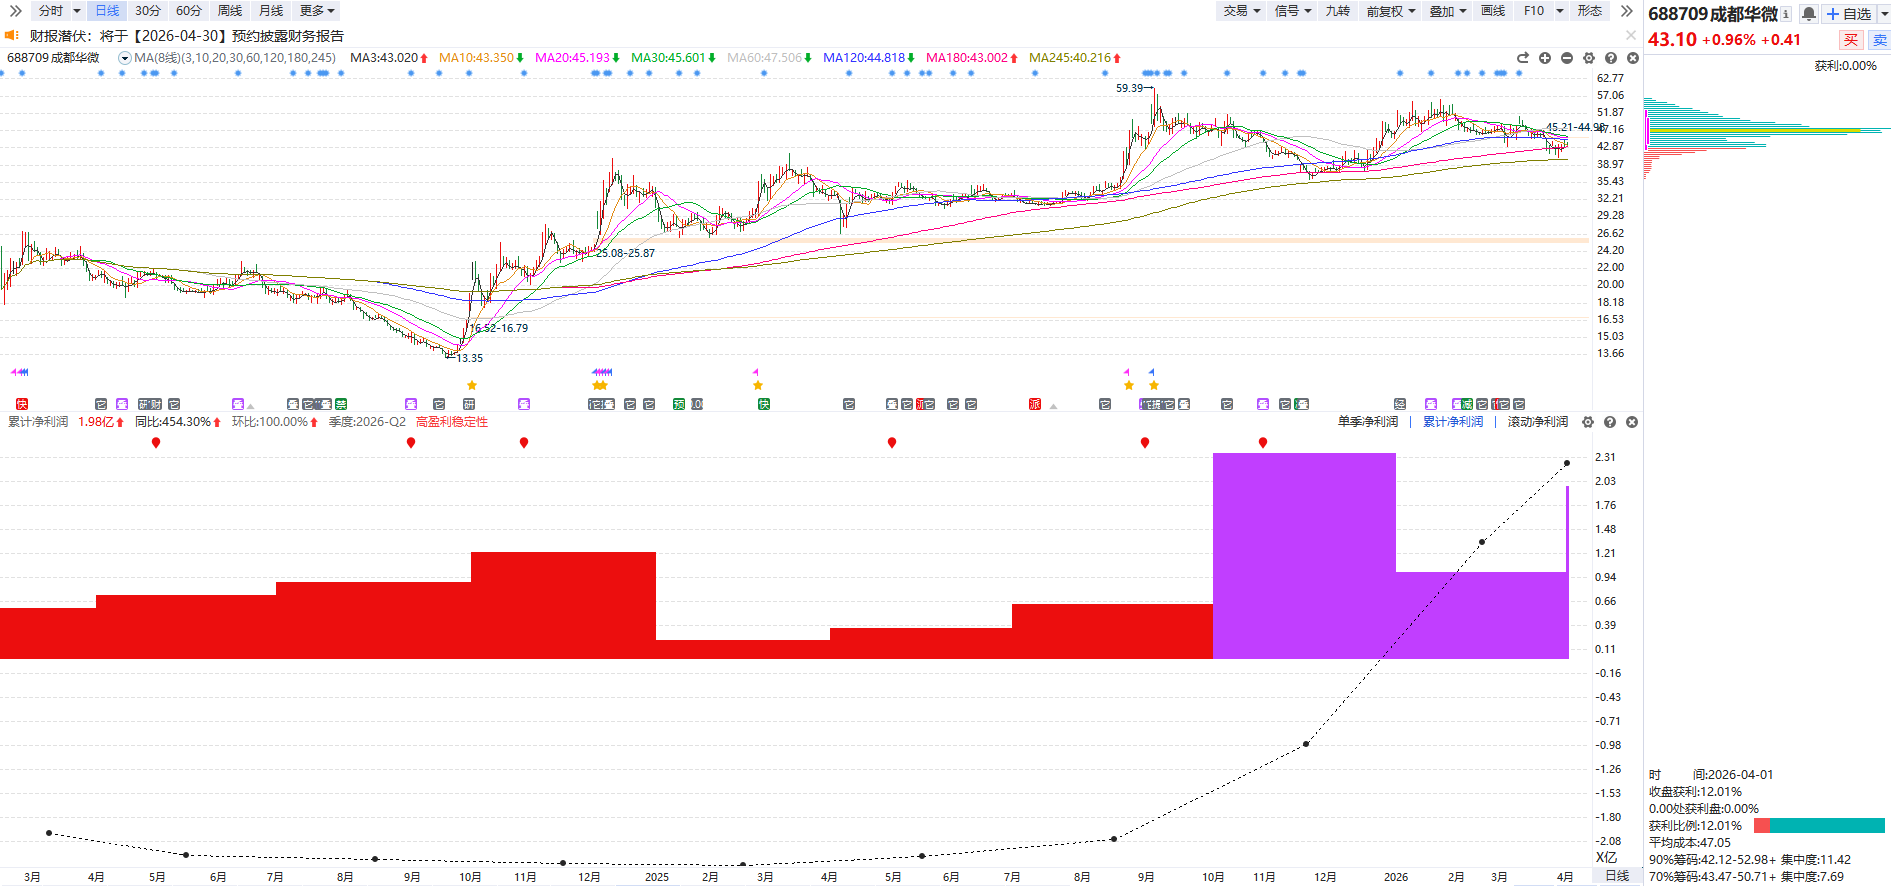 分时 日线 30分 60分 周线 月线 更多 交易 信号 九转 前复权 叠加 画线 F10 形态
688709 成都华微 自选
财报潜伏：将于【2026-04-30】预约披露财务报告
43.10 +0.96% +0.41 买 卖
688709 成都华微 MA(8线)(3,10,20,30,60,120,180,245) MA3:43.020 MA10:43.350 MA20:45.193 MA30:45.601 MA60:47.506 MA120:44.818 MA180:43.002 MA245:40.216
获利:0.00%
62.77
59.39
57.06
51.87
45.21-44.98
47.16
42.87
38.97
35.43
32.21
29.28
26.62
25.08-25.87
24.20
22.00
20.00
18.18
16.53
16.52-16.79
15.03
13.66
13.35
累计净利润 1.98亿 同比:454.30% 环比:100.00% 季度:2026-Q2 高盈利稳定性 单季净利润 | 累计净利润 | 滚动净利润
2.31
2.03
1.76
1.48
1.21
0.94
0.66
0.39
0.11
-0.16
-0.43
-0.71
-0.98
-1.26
-1.53
-1.80
-2.08
X亿
3月 4月 5月 6月 7月 8月 9月 10月 11月 12月 2025 2月 3月 4月 5月 6月 7月 8月 9月 10月 11月 12月 2026 2月 3月 4月 日线
时 间:2026-04-01
收盘获利:12.01%
0.00处获利盘:0.00%
获利比例:12.01%
平均成本:47.05
90%筹码:42.12-52.98+ 集中度:11.42
70%筹码:43.47-50.71+ 集中度:7.69